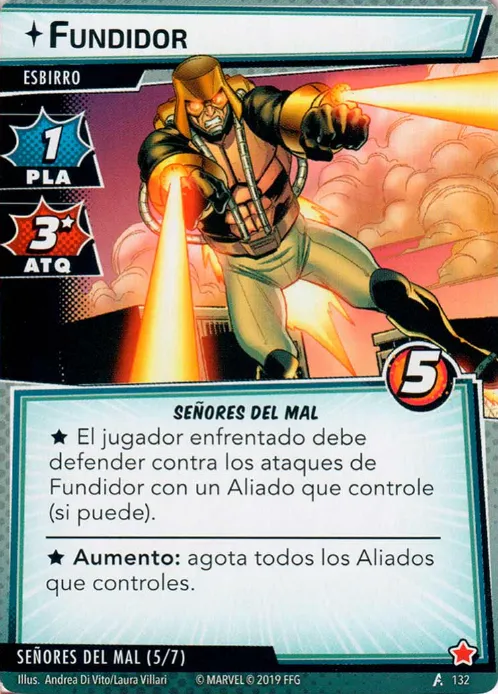 FUNDIDOR
ESBIRRO
1
PLA
3
ATQ
5
SEÑORES DEL MAL
★ El jugador enfrentado debe
defender contra los ataques de
Fundidor con un Aliado que controle
(si puede).
★ Aumento: agota todos los Aliados
que controles.
SEÑORES DEL MAL (5/7)
Illus. Andrea Di Vito/Laura Villari © MARVEL © 2019 FFG 132